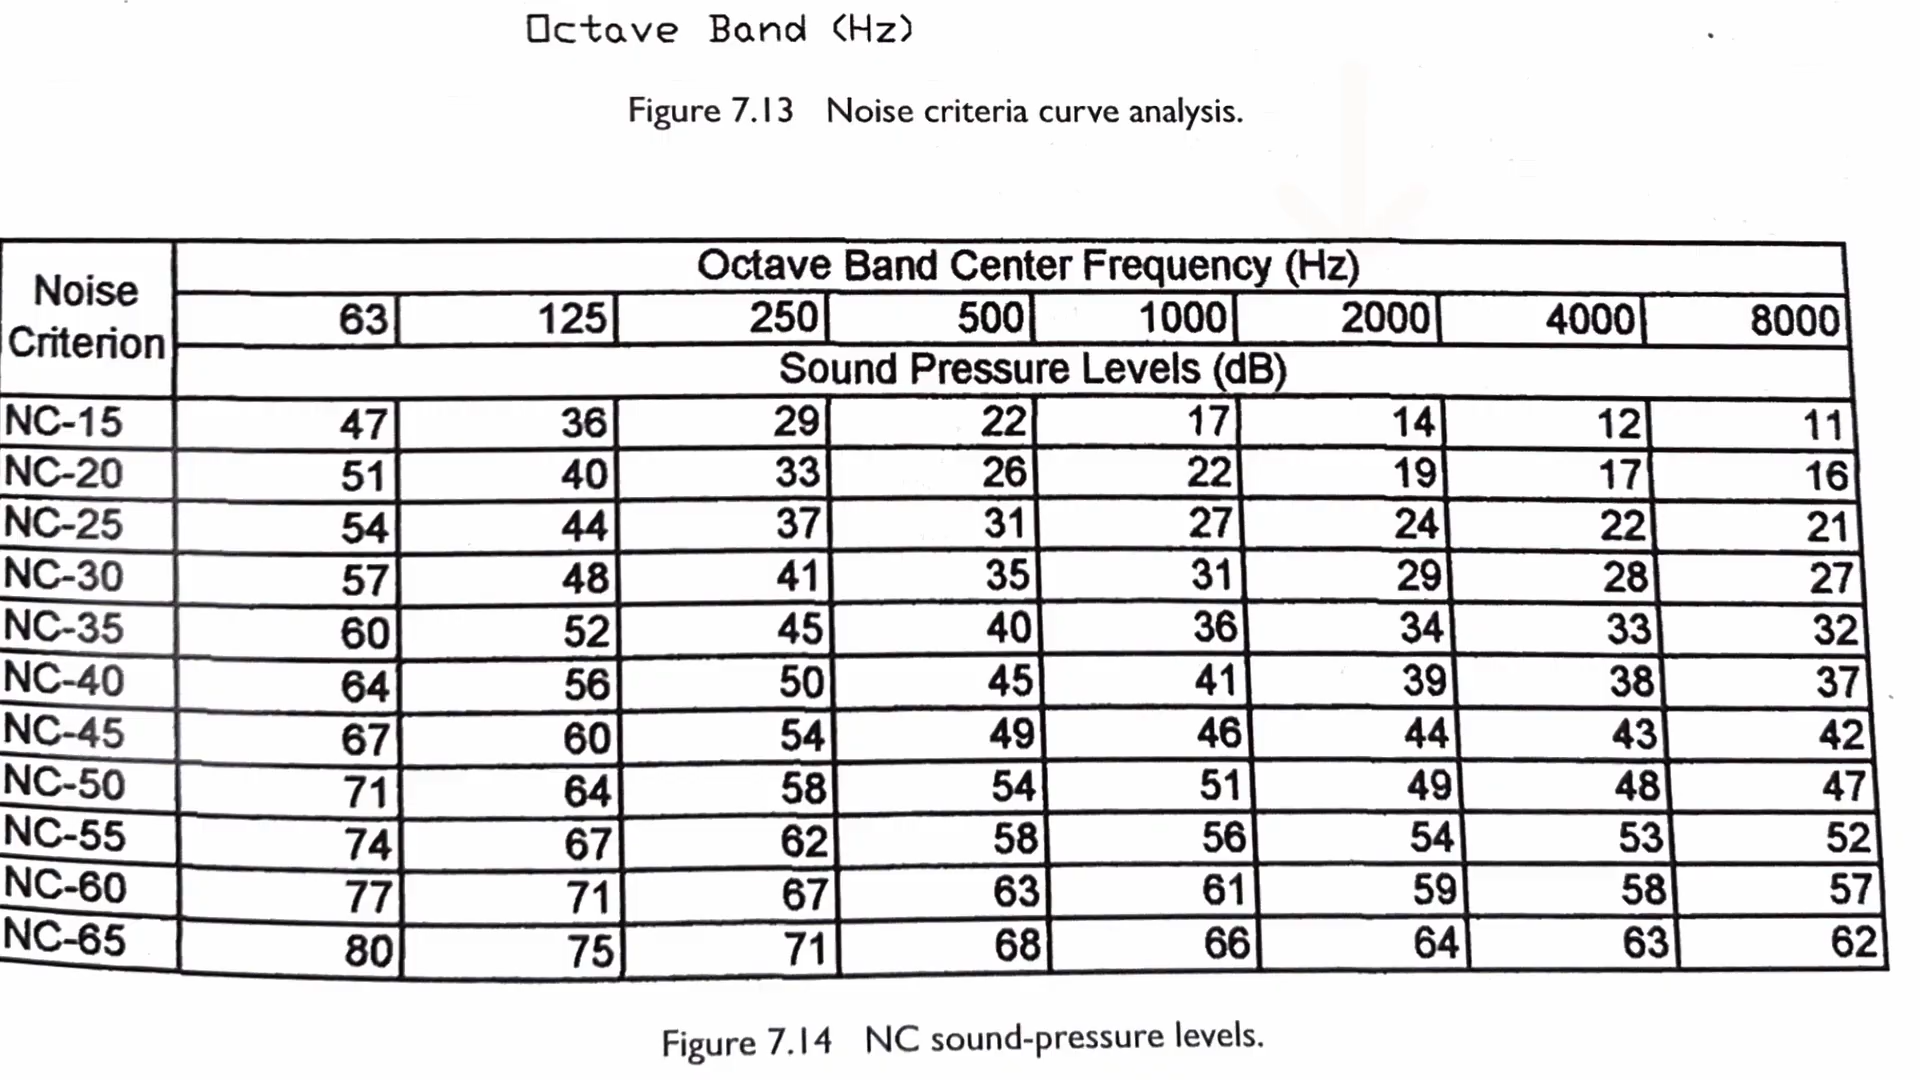 Octave Band (Hz)
Figure 7.13 Noise criteria curve analysis.
Noise Criterion
Octave Band Center Frequency (Hz)
63 125 250 500 1000 2000 4000 8000
Sound Pressure Levels (dB)
NC-15 47 36 29 22 17 14 12 11
NC-20 51 40 33 26 22 19 17 16
NC-25 54 44 37 31 27 24 22 21
NC-30 57 48 41 35 31 29 28 27
NC-35 60 52 45 40 36 34 33 32
NC-40 64 56 50 45 41 39 38 37
NC-45 67 60 54 49 46 44 43 42
NC-50 71 64 58 54 51 49 48 47
NC-55 74 67 62 58 56 54 53 52
NC-60 77 71 67 63 61 59 58 57
NC-65 80 75 71 68 66 64 63 62
Figure 7.14 NC sound-pressure levels.